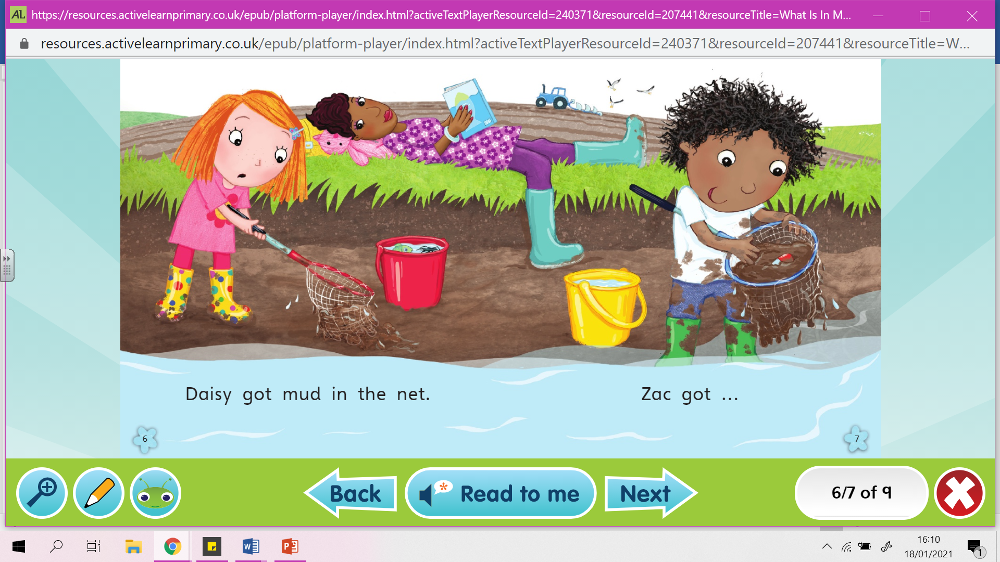 AL https://resources.activelearnprimary.co.uk/epub/platform-player/index.html?activeTextPlayerResourceId=240371&resourceId=207441&resourceTitle=What Is In M...
resources.activelearnprimary.co.uk/epub/platform-player/index.html?activeTextPlayerResourceId=240371&resourceId=207441&resourceTitle=W...
Daisy got mud in the net.
Zac got ...
6
7
Back
Read to me
Next
6/7 of 9
16:10
18/01/2021
1